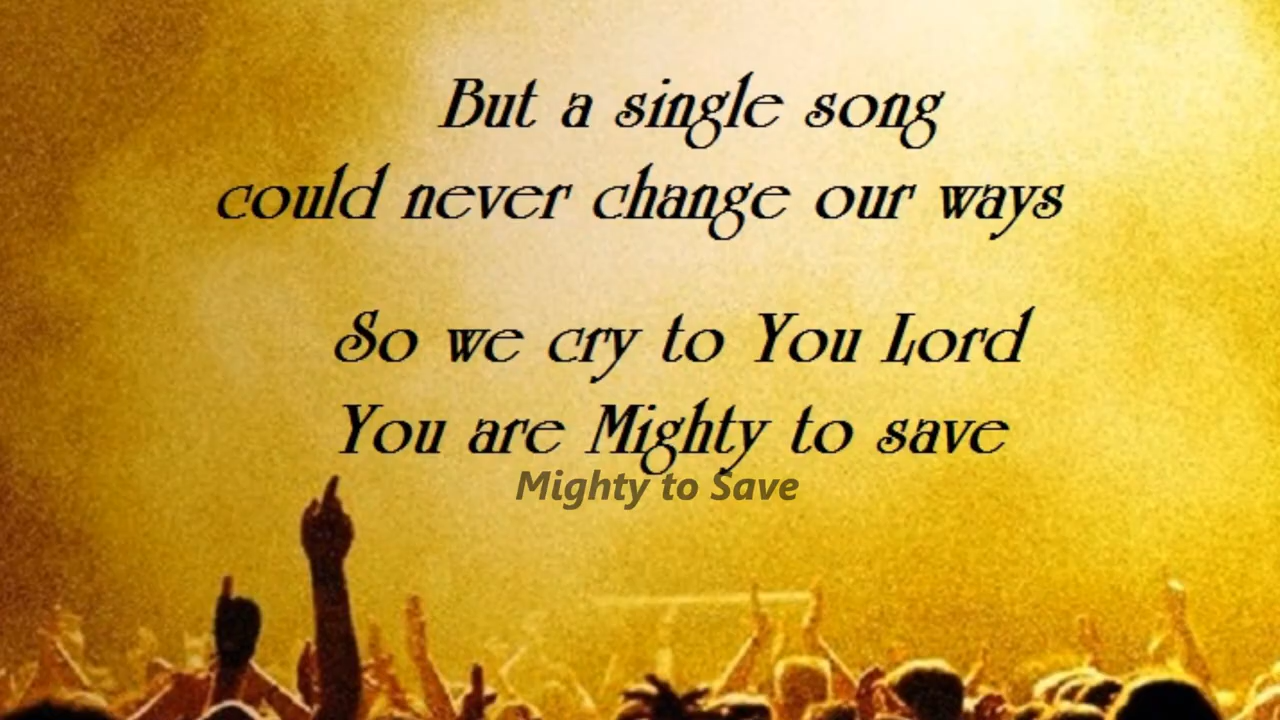 But a single song
could never change our ways
So we cry to You Lord
You are Mighty to save
Mighty to Save